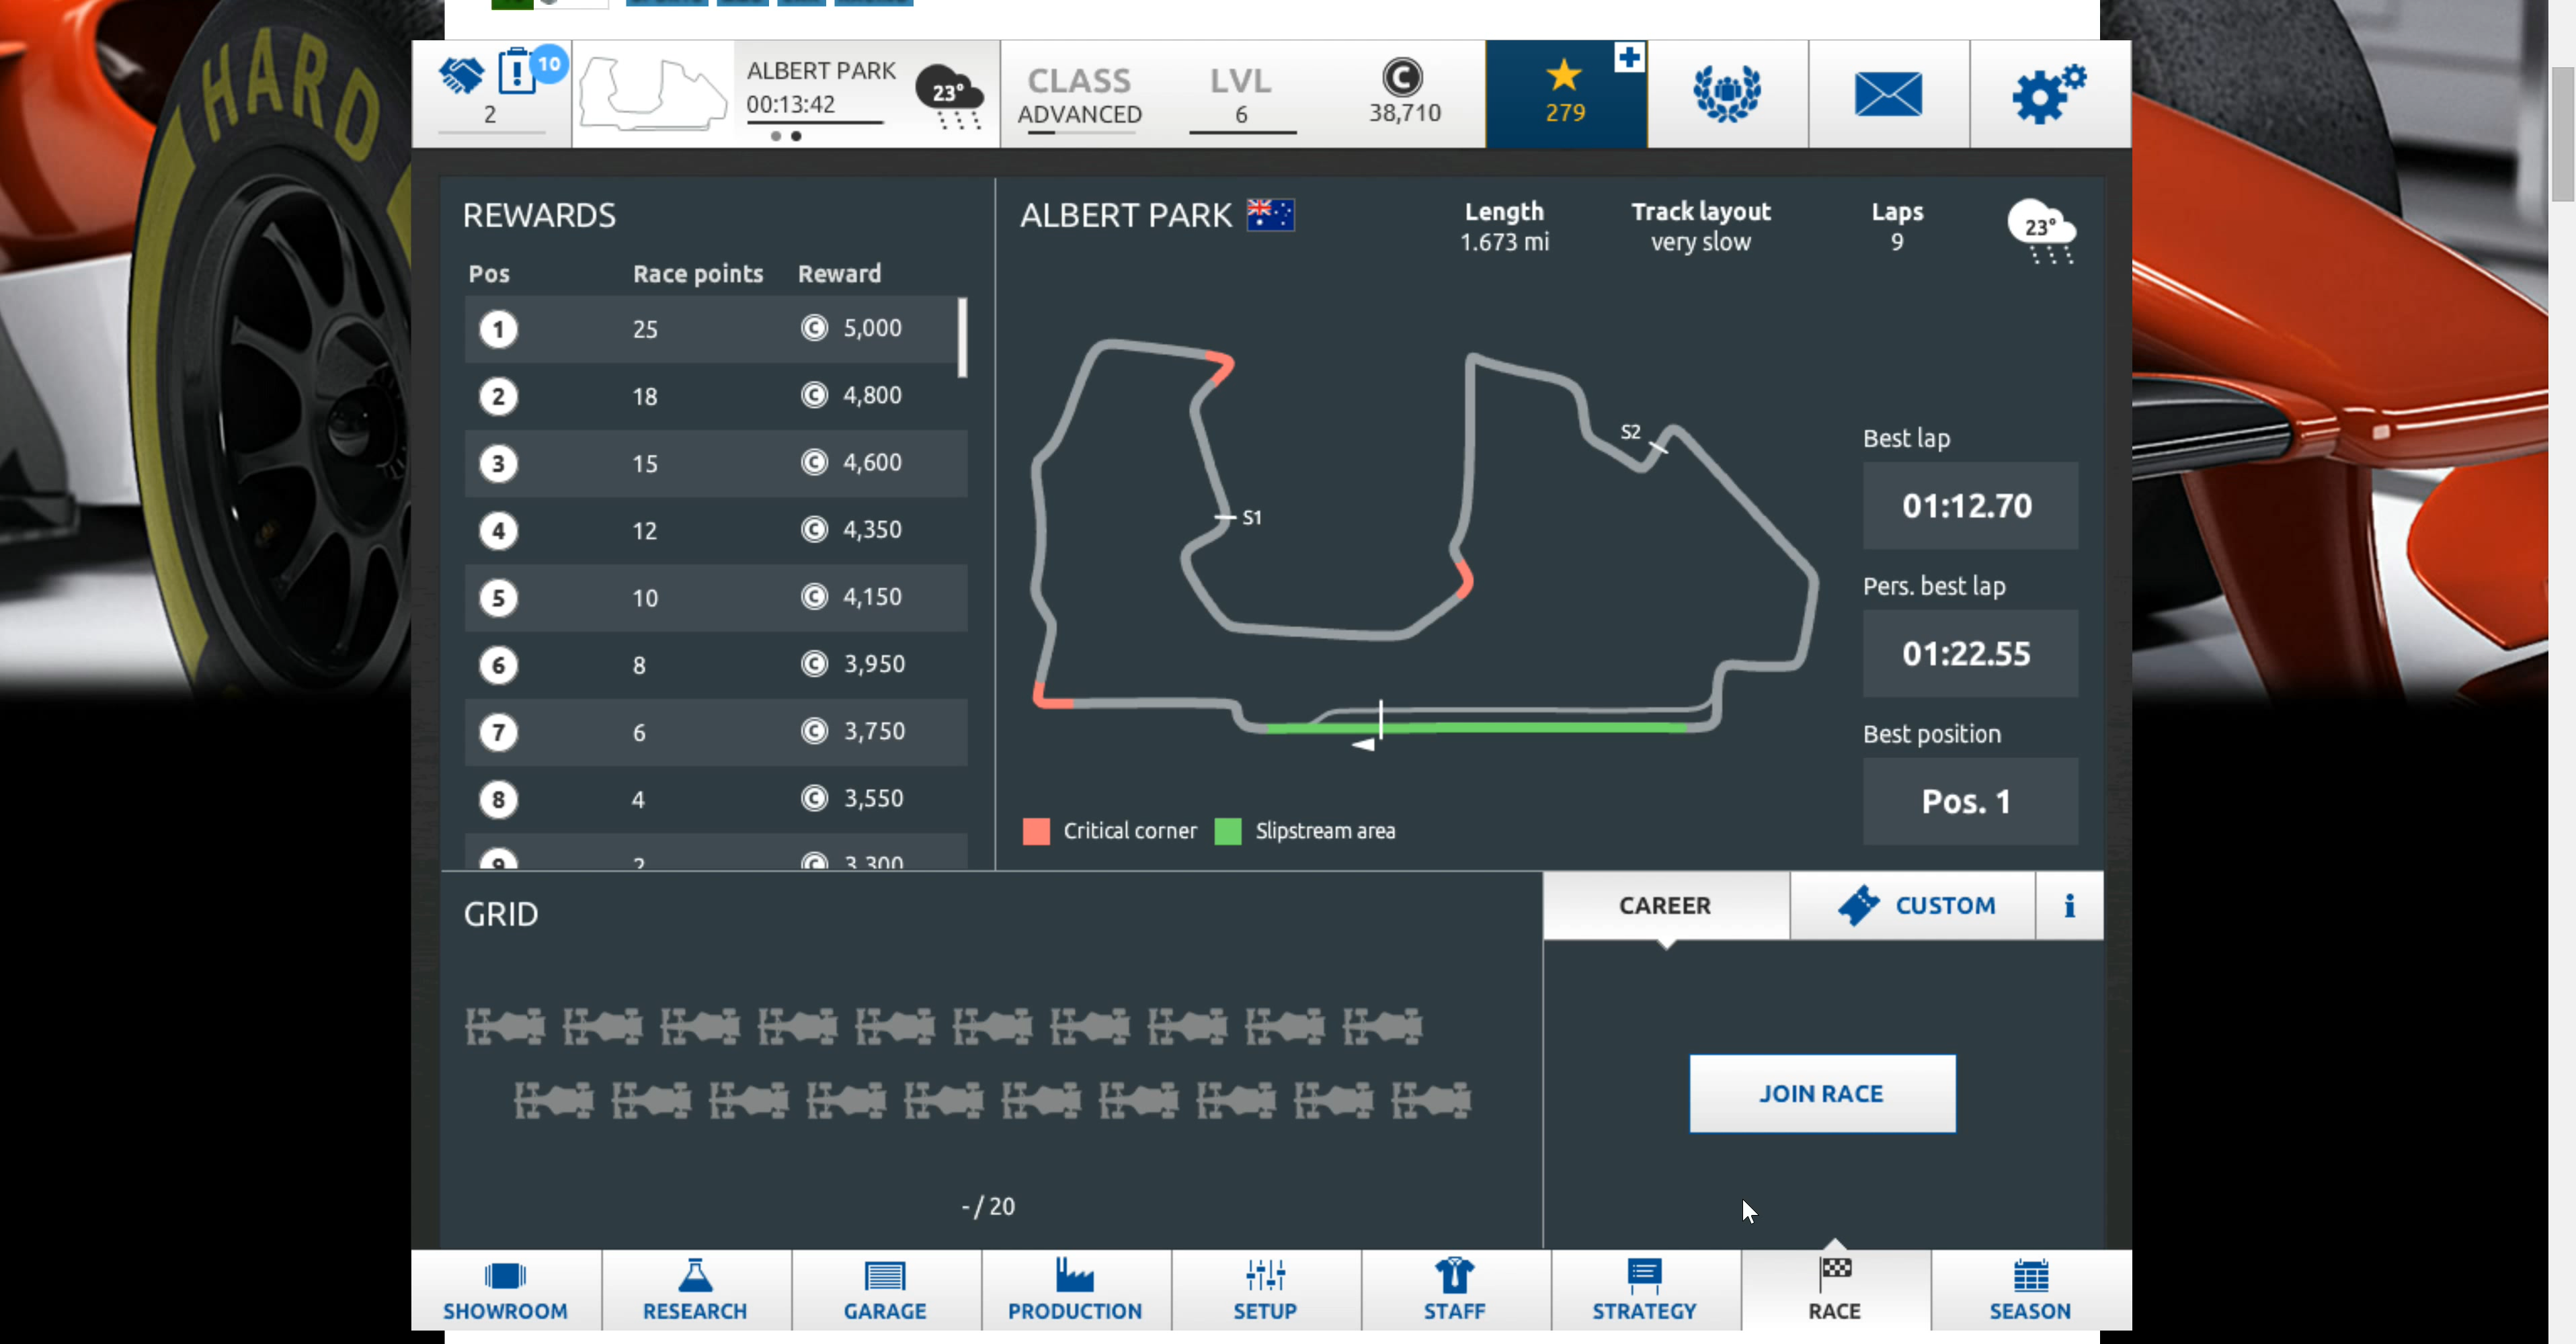 HARD
10
2
ALBERT PARK
00:13:42
23°
CLASS
ADVANCED
LVL
6
C
38,710
279
REWARDS
Pos Race points Reward
1 25 C 5,000
2 18 C 4,800
3 15 C 4,600
4 12 C 4,350
5 10 C 4,150
6 8 C 3,950
7 6 C 3,750
8 4 C 3,550
9 2 C 3,300
ALBERT PARK
Length
1.673 mi
Track layout
very slow
Laps
9
23°
S1
S2
Best lap
01:12.70
Pers. best lap
01:22.55
Best position
Pos. 1
Critical corner
Slipstream area
GRID
- / 20
CAREER
CUSTOM
i
JOIN RACE
SHOWROOM
RESEARCH
GARAGE
PRODUCTION
SETUP
STAFF
STRATEGY
RACE
SEASON